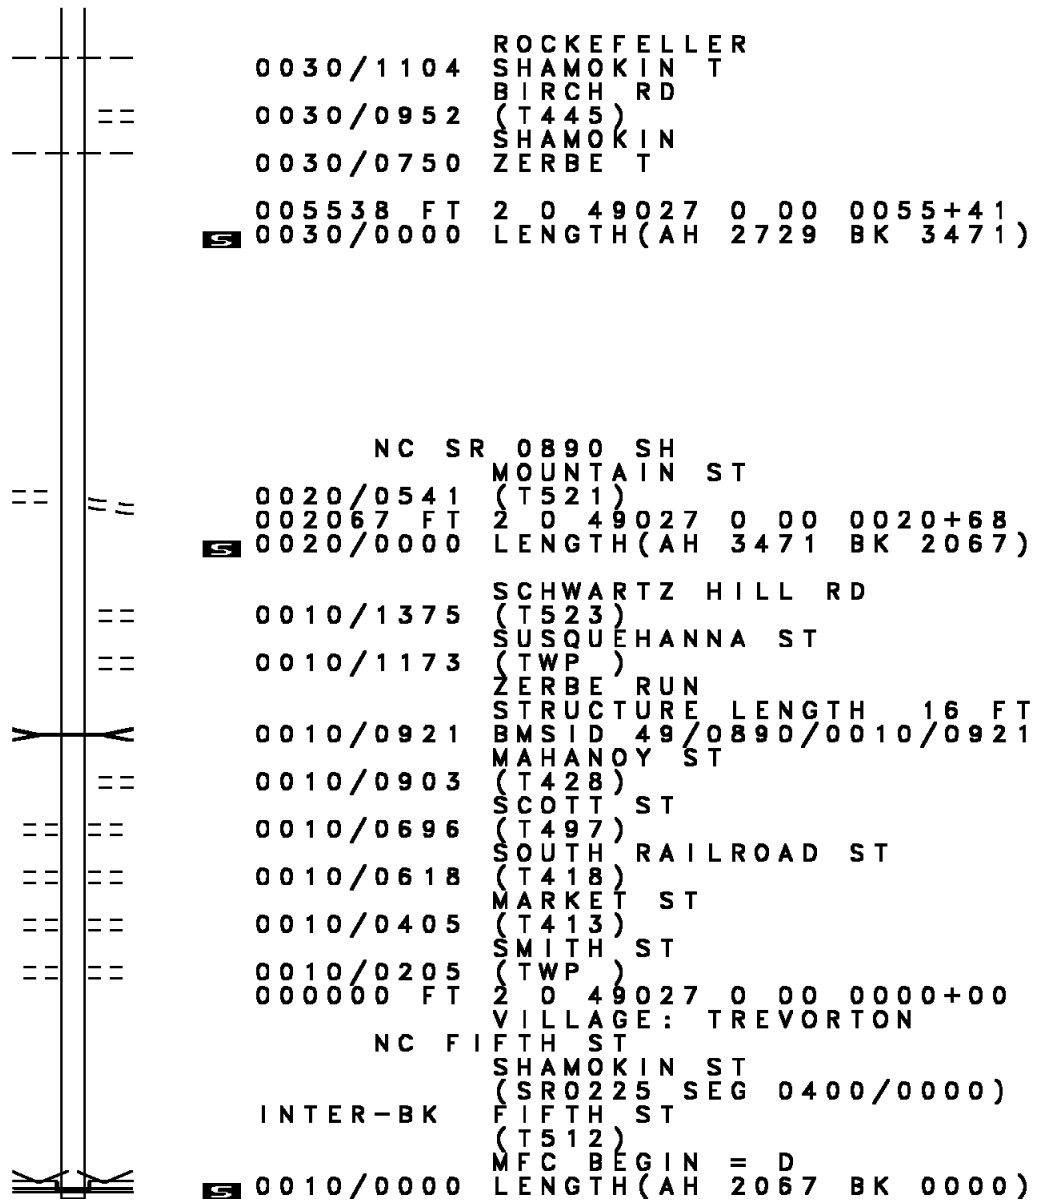 ROCKEFELLER
0030/1104 SHAMOKIN T
BIRCH RD
0030/0952 (T445)
SHAMOKIN
0030/0750 ZERBE T
005538 FT 2 0 49027 0 00 0055+41
S 0030/0000 LENGTH(AH 2729 BK 3471)
NC SR 0890 SH
MOUNTAIN ST
0020/0541 (T521)
002067 FT 2 0 49027 0 00 0020+68
S 0020/0000 LENGTH(AH 3471 BK 2067)
SCHWARTZ HILL RD
0010/1375 (T523)
SUSQUEHANNA ST
0010/1173 (TWP )
ZERBE RUN
STRUCTURE LENGTH 16 FT
0010/0921 BMSID 49/0890/0010/0921
MAHANOY ST
0010/0903 (T428)
SCOTT ST
0010/0696 (T497)
SOUTH RAILROAD ST
0010/0618 (T418)
MARKET ST
0010/0405 (T413)
SMITH ST
0010/0205 (TWP )
000000 FT 2 0 49027 0 00 0000+00
VILLAGE: TREVORTON
NC FIFTH ST
SHAMOKIN ST
(SR0225 SEG 0400/0000)
INTER-BK FIFTH ST
(T512)
MFC BEGIN = D
S 0010/0000 LENGTH(AH 2067 BK 0000)